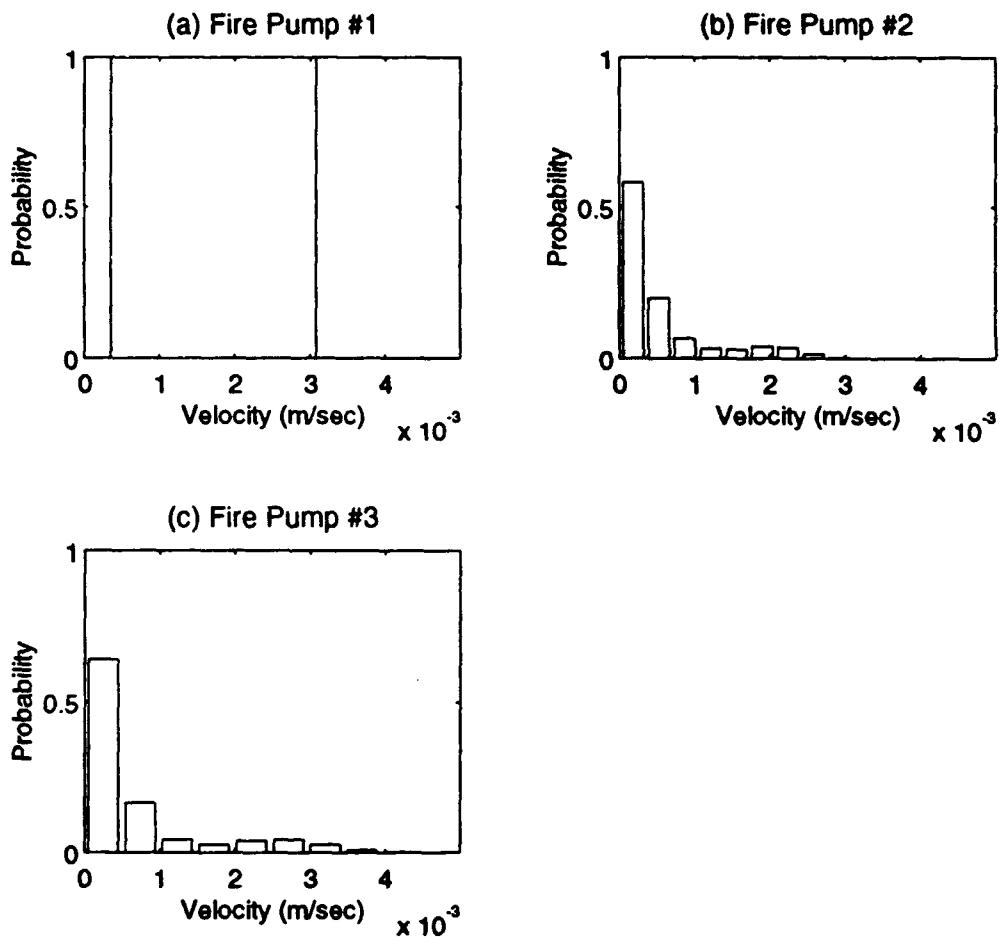 (a) Fire Pump #1
1
0.5
0
Probability
0 1 2 3 4
Velocity (m/sec)
x 10-3
(b) Fire Pump #2
1
0.5
0
Probability
0 1 2 3 4
Velocity (m/sec)
x 10-3
(c) Fire Pump #3
1
0.5
0
Probability
0 1 2 3 4
Velocity (m/sec)
x 10-3